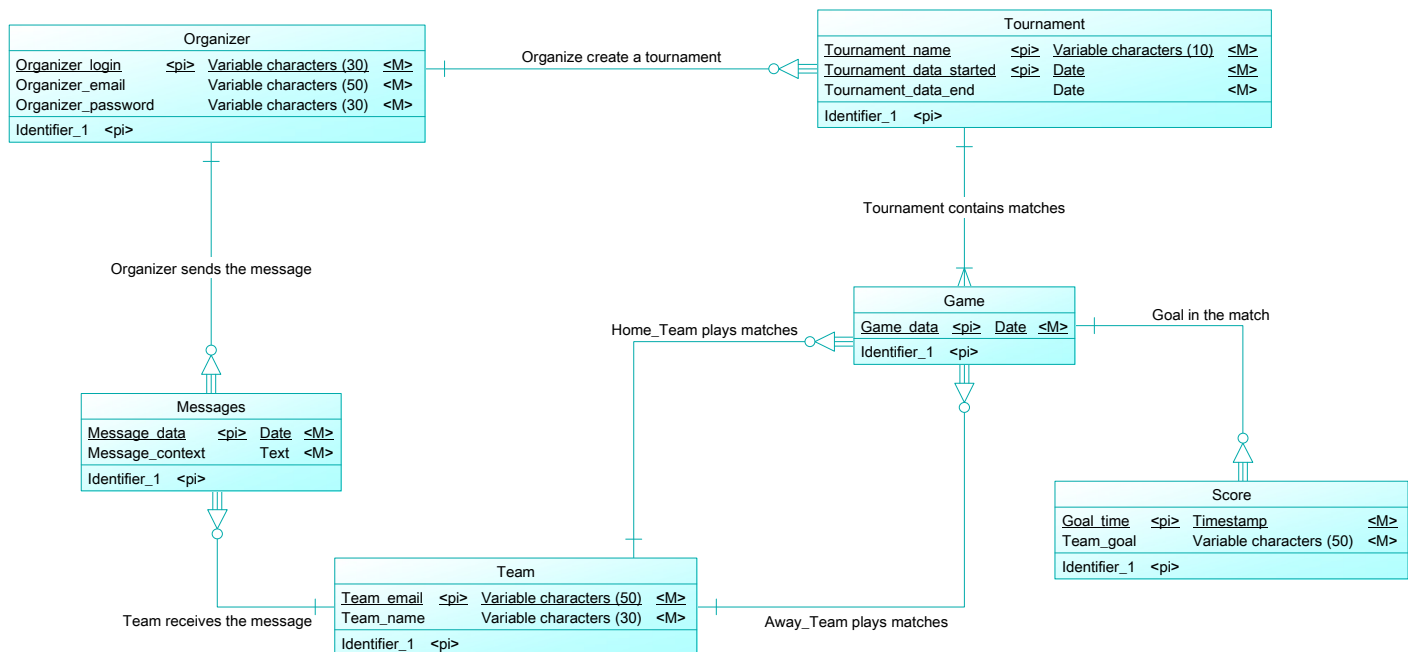 Organizer
Organizer_login <pi> Variable characters (30) <M>
Organizer_email Variable characters (50) <M>
Organizer_password Variable characters (30) <M>
Identifier_1 <pi>
Organize create a tournament
Tournament
Tournament_name <pi> Variable characters (10) <M>
Tournament_data_started <pi> Date <M>
Tournament_data_end Date <M>
Identifier_1 <pi>
Tournament contains matches
Organizer sends the message
Game
Game_data <pi> Date <M>
Identifier_1 <pi>
Home_Team plays matches
Goal in the match
Messages
Message_data <pi> Date <M>
Message_context Text <M>
Identifier_1 <pi>
Score
Goal_time <pi> Timestamp <M>
Team_goal Variable characters (50) <M>
Identifier_1 <pi>
Team
Team_email <pi> Variable characters (50) <M>
Team_name Variable characters (30) <M>
Identifier_1 <pi>
Team receives the message
Away_Team plays matches